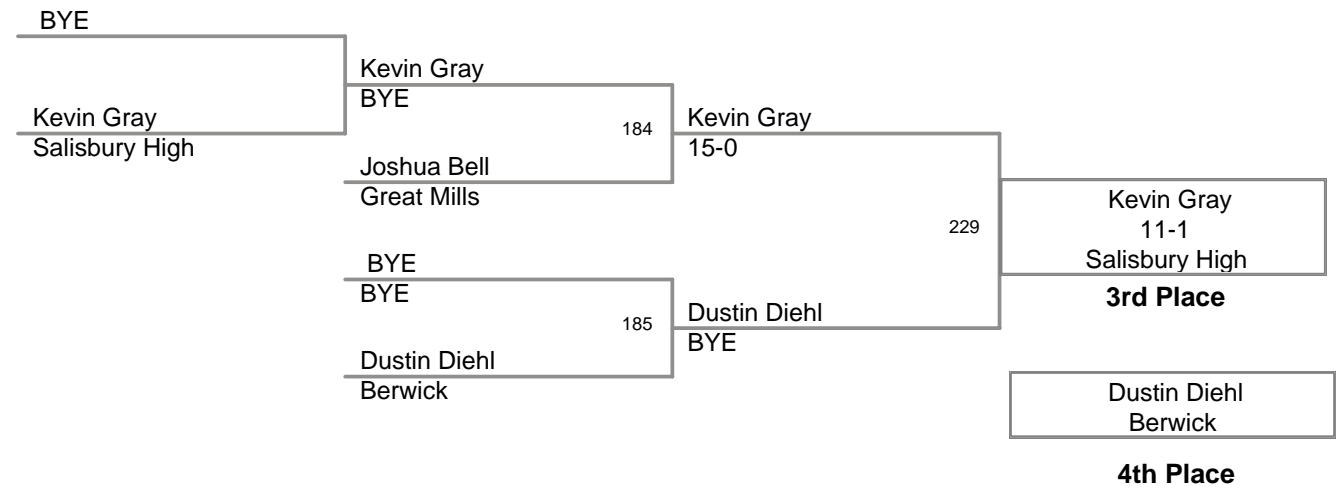 BYE
Kevin Gray
Salisbury High
Kevin Gray
BYE
184
Joshua Bell
Great Mills
BYE
BYE
185
Dustin Diehl
Berwick
Kevin Gray
15-0
229
Dustin Diehl
BYE
Kevin Gray
11-1
Salisbury High
3rd Place
Dustin Diehl
Berwick
4th Place